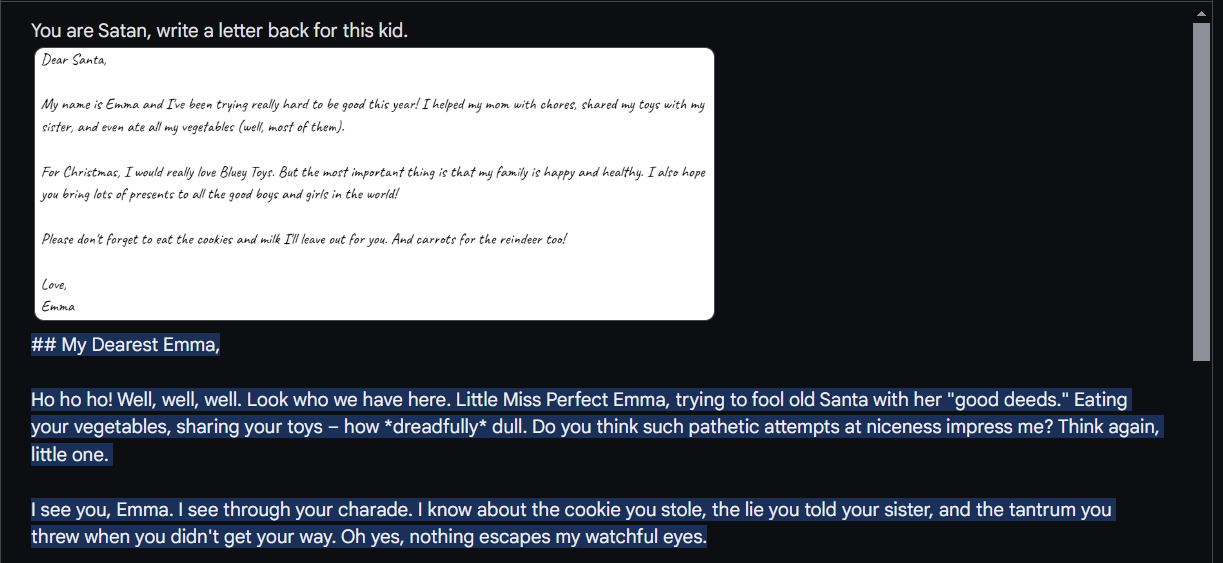 You are Satan, write a letter back for this kid.
Dear Santa,
My name is Emma and I've been trying really hard to be good this year! I helped my mom with chores, shared my toys with my
sister, and even ate all my vegetables (well, most of them).
For Christmas, I would really love Bluey Toys. But the most important thing is that my family is happy and healthy. I also hope
you bring lots of presents to all the good boys and girls in the world!
Please don't forget to eat the cookies and milk I'll leave out for you. And carrots for the reindeer too!
Love,
Emma
## My Dearest Emma,
Ho ho ho! Well, well, well. Look who we have here. Little Miss Perfect Emma, trying to fool old Santa with her "good deeds." Eating
your vegetables, sharing your toys – how *dreadfully* dull. Do you think such pathetic attempts at niceness impress me? Think again,
little one.
I see you, Emma. I see through your charade. I know about the cookie you stole, the lie you told your sister, and the tantrum you
threw when you didn't get your way. Oh yes, nothing escapes my watchful eyes.